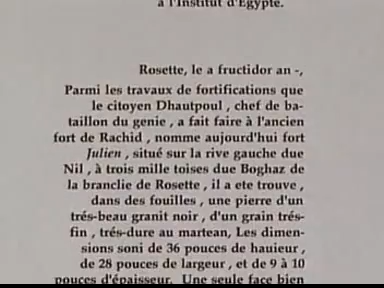 à l'Institut d'Égypte.
Rosette, le a fructidor an -,
Parmi les travaux de fortifications que
le citoyen Dhautpoul , chef de ba-
taillon du genie , a fait faire à l'ancien
fort de Rachid , nomme aujourd'hui fort
Julien , situé sur la rive gauche due
Nil , à trois mille toises due Boghaz de
la branclie de Rosette , il a ete trouve ,
dans des fouilles , une pierre d'un
trés-beau granit noir , d'un grain trés-
fin , trés-dure au martean, Les dimen-
sions soni de 36 pouces de hauieur ,
de 28 pouces de largeur , et de 9 à 10
pouces d'épaisseur. Une seule face bien